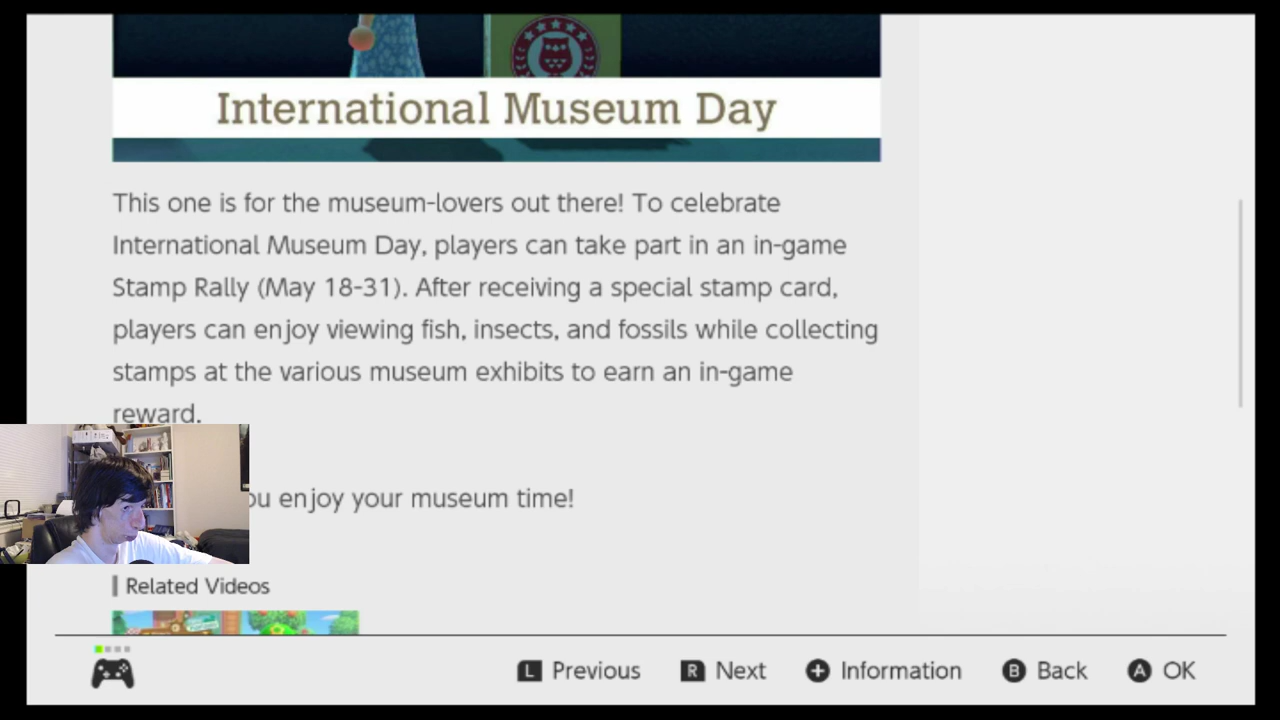 International Museum Day
This one is for the museum-lovers out there! To celebrate
International Museum Day, players can take part in an in-game
Stamp Rally (May 18-31). After receiving a special stamp card,
players can enjoy viewing fish, insects, and fossils while collecting
stamps at the various museum exhibits to earn an in-game
reward.
enjoy your museum time!
Related Videos
L Previous
R Next
+ Information
B Back
A OK